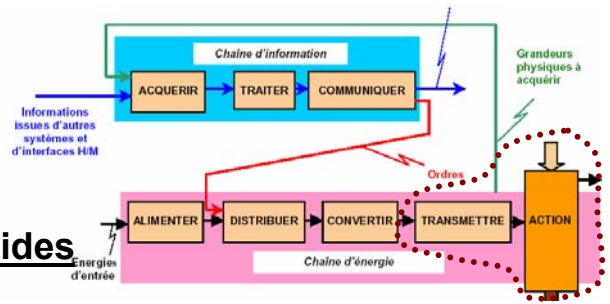 Chaîne d'information
ACQUERIR
TRAITER
COMMUNIQUER
Grandeurs
physiques à
acquérir
Informations
issues d'autres
systèmes et
d'interfaces H/M
Ordres
ALIMENTER
DISTRIBUER
CONVERTIR
TRANSMETTRE
ACTION
ides
Energies
d'entrée
Chaîne d'énergie